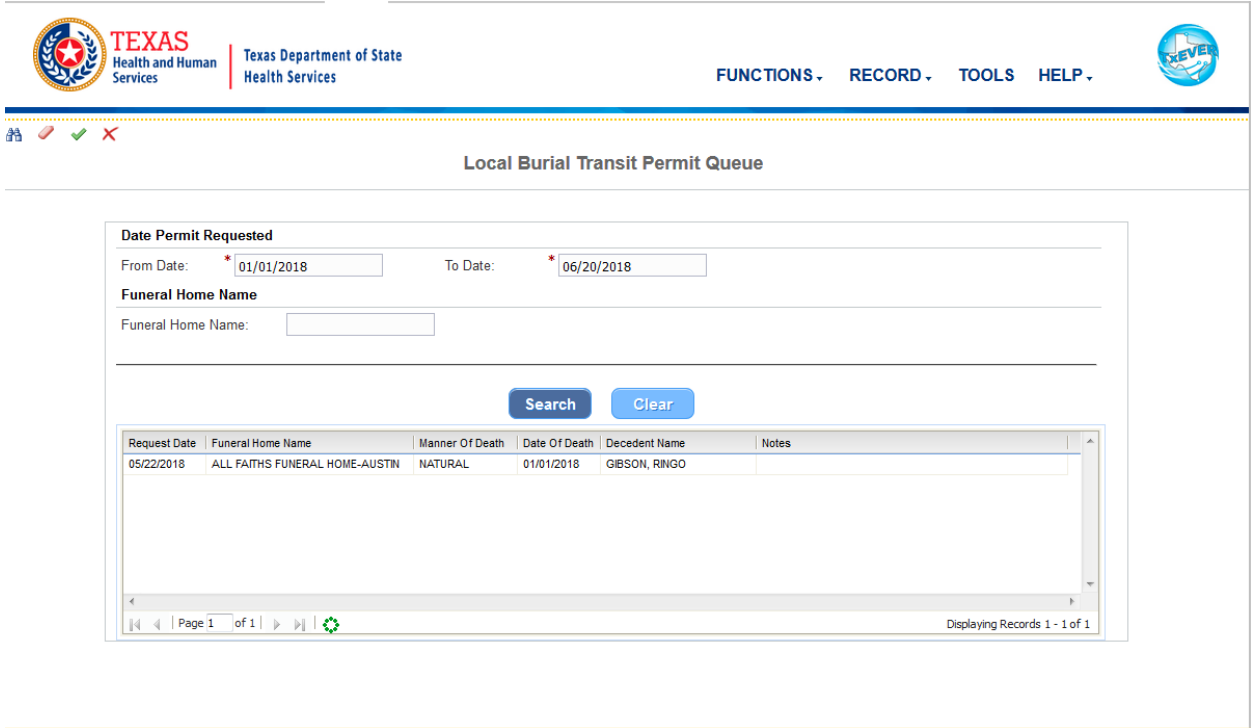 TEXAS
Health and Human
Services
Texas Department of State
Health Services
FUNCTIONS RECORD TOOLS HELP
TxEVER
Local Burial Transit Permit Queue
Date Permit Requested
From Date: * 01/01/2018 To Date: * 06/20/2018
Funeral Home Name
Funeral Home Name:
Search Clear
Request Date Funeral Home Name Manner Of Death Date Of Death Decedent Name Notes
05/22/2018 ALL FAITHS FUNERAL HOME-AUSTIN NATURAL 01/01/2018 GIBSON, RINGO
Page 1 of 1 Displaying Records 1 - 1 of 1